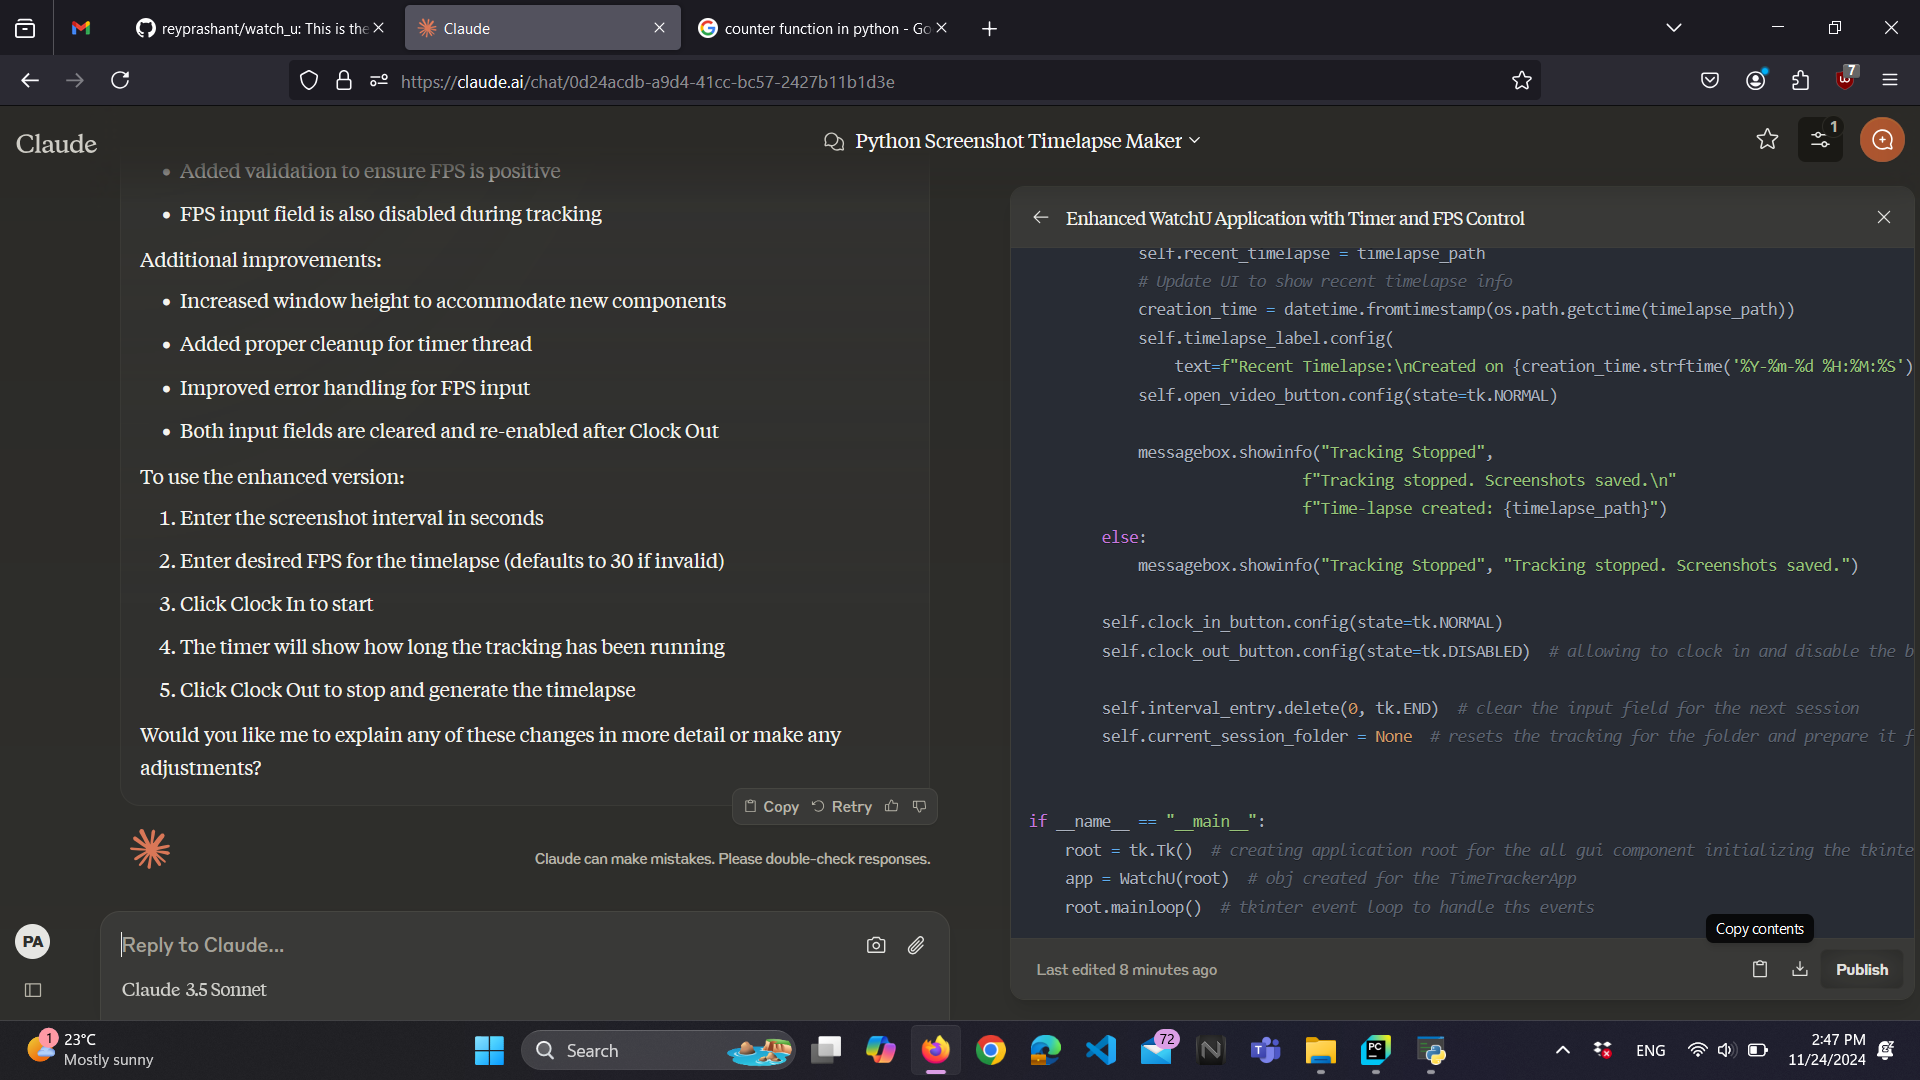 reyprashant/watch_u: This is the
Claude
counter function in python - Go
https://claude.ai/chat/0d24acdb-a9d4-41cc-bc57-2427b11b1d3e
7
Claude
Python Screenshot Timelapse Maker
1
• Added validation to ensure FPS is positive
• FPS input field is also disabled during tracking
Additional improvements:
• Increased window height to accommodate new components
• Added proper cleanup for timer thread
• Improved error handling for FPS input
• Both input fields are cleared and re-enabled after Clock Out
To use the enhanced version:
1. Enter the screenshot interval in seconds
2. Enter desired FPS for the timelapse (defaults to 30 if invalid)
3. Click Clock In to start
4. The timer will show how long the tracking has been running
5. Click Clock Out to stop and generate the timelapse
Would you like me to explain any of these changes in more detail or make any
adjustments?
Copy Retry
Claude can make mistakes. Please double-check responses.
PA
Reply to Claude...
Claude 3.5 Sonnet
Enhanced WatchU Application with Timer and FPS Control
self.recent_timelapse = timelapse_path
# Update UI to show recent timelapse info
creation_time = datetime.fromtimestamp(os.path.getctime(timelapse_path))
self.timelapse_label.config(
text=f"Recent Timelapse:\nCreated on {creation_time.strftime('%Y-%m-%d %H:%M:%S')
self.open_video_button.config(state=tk.NORMAL)
messagebox.showinfo("Tracking Stopped",
f"Tracking stopped. Screenshots saved.\n"
f"Time-lapse created: {timelapse_path}")
else:
messagebox.showinfo("Tracking Stopped", "Tracking stopped. Screenshots saved.")
self.clock_in_button.config(state=tk.NORMAL)
self.clock_out_button.config(state=tk.DISABLED) # allowing to clock in and disable the b
self.interval_entry.delete(0, tk.END) # clear the input field for the next session
self.current_session_folder = None # resets the tracking for the folder and prepare it f
if __name__ == "__main__":
root = tk.Tk() # creating application root for the all gui component initializing the tkinte
app = WatchU(root) # obj created for the TimeTrackerApp
root.mainloop() # tkinter event loop to handle ths events
Copy contents
Last edited 8 minutes ago
Publish
1
23°C
Mostly sunny
Search
72
PC
ENG
2:47 PM
11/24/2024